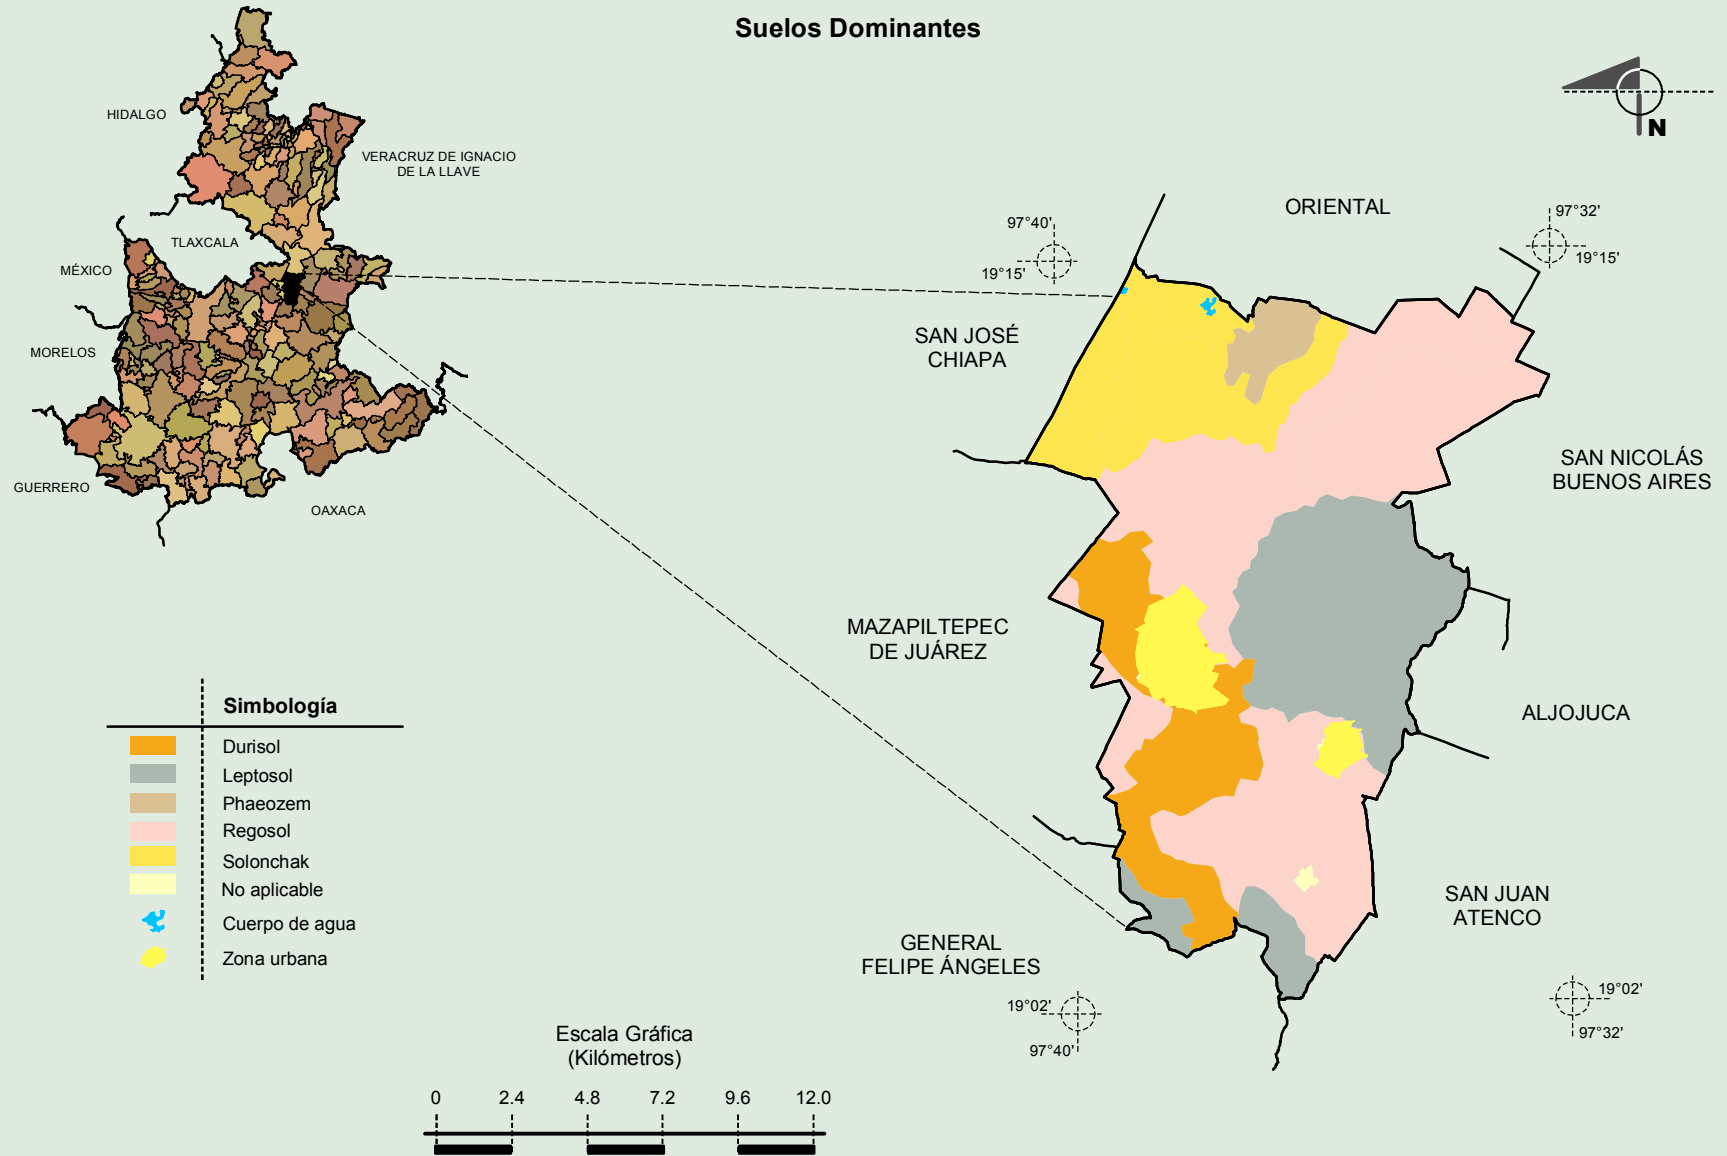 Suelos Dominantes
HIDALGO
VERACRUZ DE IGNACIO
DE LA LLAVE
TLAXCALA
MÉXICO
MORELOS
GUERRERO
OAXACA
N
ORIENTAL
97°40'
19°15'
97°32'
19°15'
SAN JOSÉ
CHIAPA
SAN NICOLÁS
BUENOS AIRES
MAZAPILTEPEC
DE JUÁREZ
ALJOJUCA
SAN JUAN
ATENCO
GENERAL
FELIPE ÁNGELES
19°02'
97°40'
19°02'
97°32'
Simbología
Durisol
Leptosol
Phaeozem
Regosol
Solonchak
No aplicable
Cuerpo de agua
Zona urbana
Escala Gráfica
(Kilómetros)
0 2.4 4.8 7.2 9.6 12.0